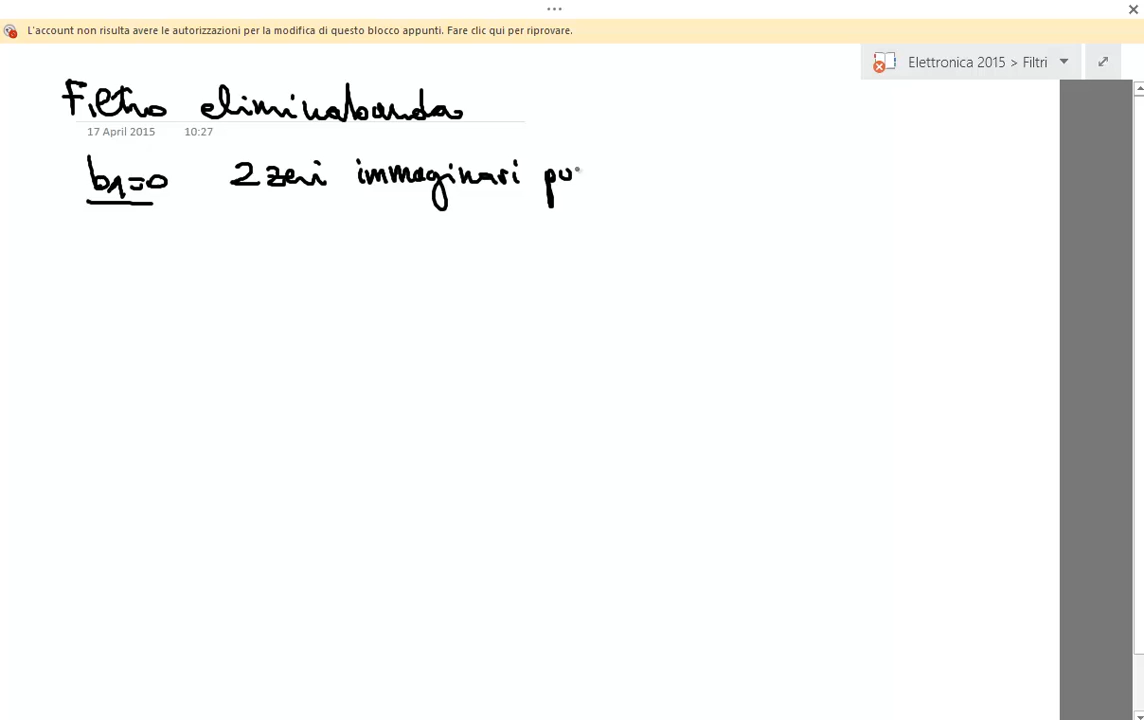 L'account non risulta avere le autorizzazioni per la modifica di questo blocco appunti. Fare clic qui per riprovare.
Elettronica 2015 > Filtri
Filtro eliminabanda
17 April 2015 10:27
b1=0 2 zeri immaginari pu